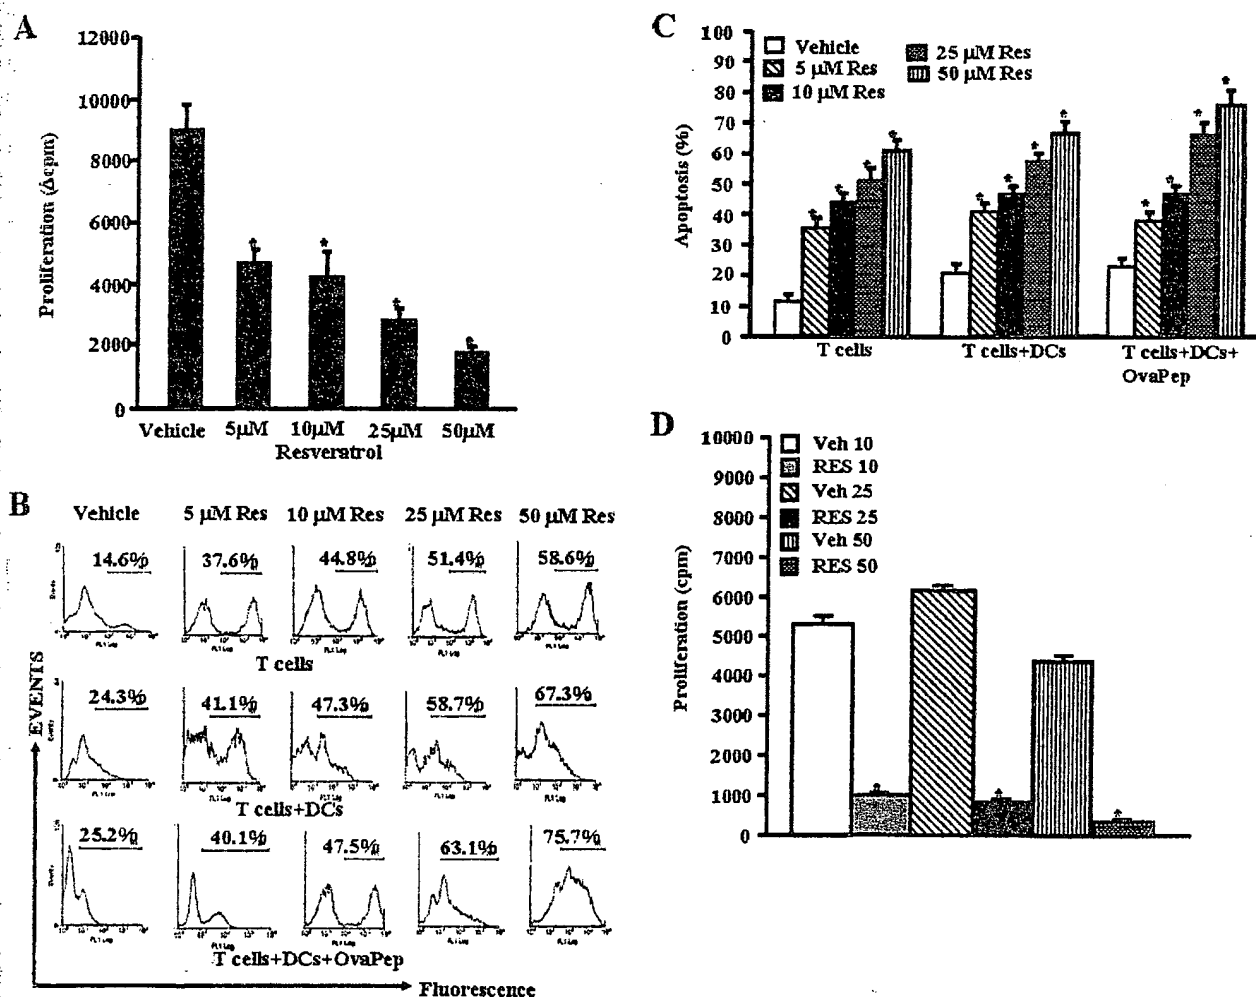 A
12000
10000
8000
6000
4000
2000
0
Proliferation (Δcpm)
*
*
*
*
Vehicle 5µM 10µM 25µM 50µM
Resveratrol
B
Vehicle 5 µM Res 10 µM Res 25 µM Res 50 µM Res
14.6% 37.6% 44.8% 51.4% 58.6%
T cells
24.3% 41.1% 47.3% 58.7% 67.3%
T cells+DCs
25.2% 40.1% 47.5% 63.1% 75.7%
T cells+DCs+OvaPep
EVENTS
Fluorescence
C
100
90
80
70
60
50
40
30
20
10
0
Apoptosis (%)
Vehicle
5 µM Res
10 µM Res
25 µM Res
50 µM Res
* * * *
* * * *
* * * *
T cells T cells+DCs T cells+DCs+
OvaPep
D
10000
9000
8000
7000
6000
5000
4000
3000
2000
1000
0
Proliferation (cpm)
Veh 10
RES 10
Veh 25
RES 25
Veh 50
RES 50
* * *